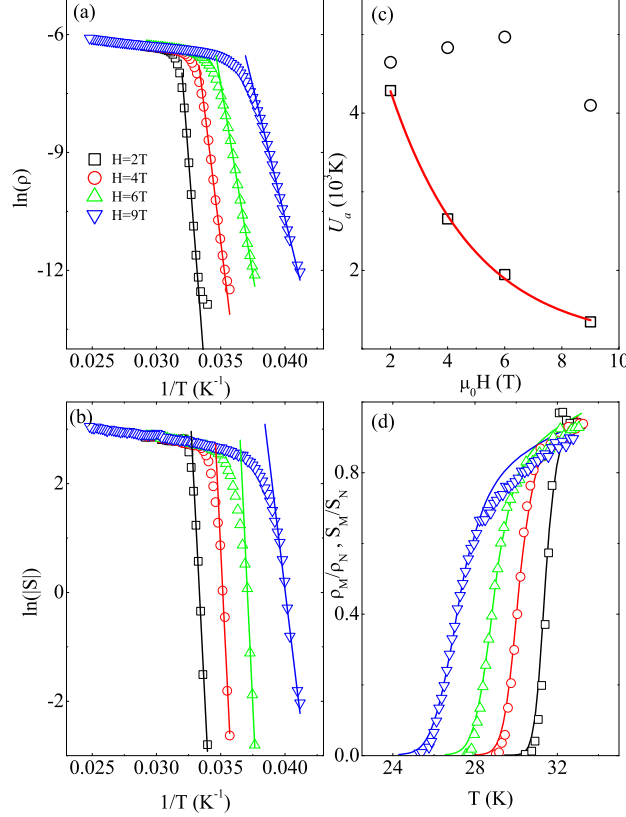 (a)
-6
-9
-12
ln(ρ)
H=2T
H=4T
H=6T
H=9T
0.025 0.030 0.035 0.040
1/T (K⁻¹)
(c)
4
2
Uₐ (10³K)
0 2 4 6 8 10
μ₀H (T)
(b)
2
0
-2
ln(|S|)
0.025 0.030 0.035 0.040
1/T (K⁻¹)
(d)
0.8
0.4
0.0
ρ_M/ρ_N , S_M/S_N
24 28 32
T (K)